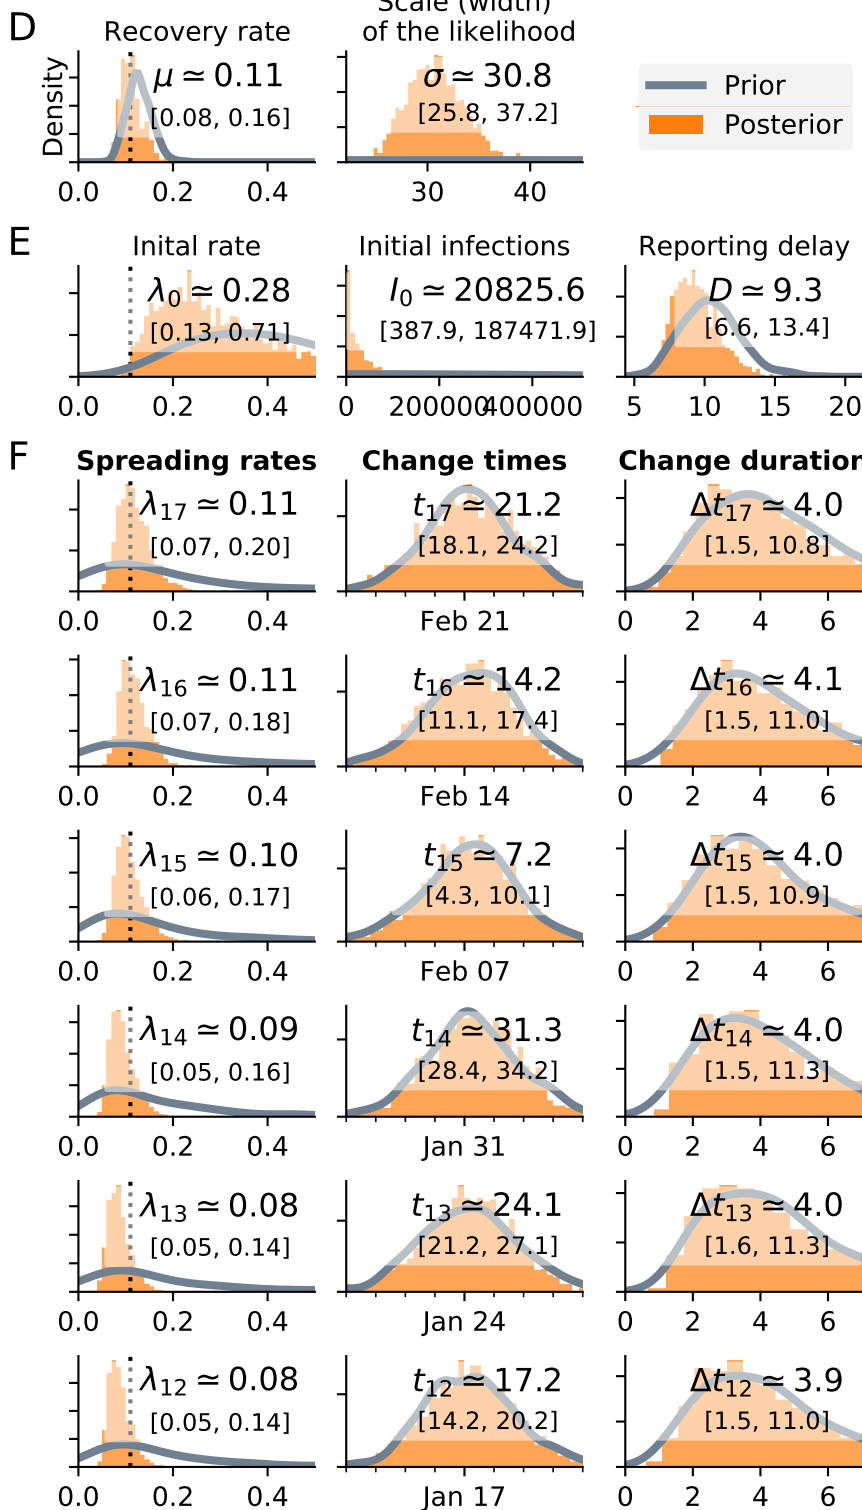 D
Recovery rate
Scale (width)
of the likelihood
Density
μ ≃ 0.11
[0.08, 0.16]
σ ≃ 30.8
[25.8, 37.2]
Prior
Posterior
0.0 0.2 0.4
30 40
E
Inital rate
Initial infections
Reporting delay
λ0 ≃ 0.28
[0.13, 0.71]
I0 ≃ 20825.6
[387.9, 187471.9]
D ≃ 9.3
[6.6, 13.4]
0.0 0.2 0.4
0 200000 400000
5 10 15 20
F
Spreading rates
Change times
Change duration
λ17 ≃ 0.11
[0.07, 0.20]
t17 ≃ 21.2
[18.1, 24.2]
Δt17 ≃ 4.0
[1.5, 10.8]
0.0 0.2 0.4
Feb 21
0 2 4 6
λ16 ≃ 0.11
[0.07, 0.18]
t16 ≃ 14.2
[11.1, 17.4]
Δt16 ≃ 4.1
[1.5, 11.0]
0.0 0.2 0.4
Feb 14
0 2 4 6
λ15 ≃ 0.10
[0.06, 0.17]
t15 ≃ 7.2
[4.3, 10.1]
Δt15 ≃ 4.0
[1.5, 10.9]
0.0 0.2 0.4
Feb 07
0 2 4 6
λ14 ≃ 0.09
[0.05, 0.16]
t14 ≃ 31.3
[28.4, 34.2]
Δt14 ≃ 4.0
[1.5, 11.3]
0.0 0.2 0.4
Jan 31
0 2 4 6
λ13 ≃ 0.08
[0.05, 0.14]
t13 ≃ 24.1
[21.2, 27.1]
Δt13 ≃ 4.0
[1.6, 11.3]
0.0 0.2 0.4
Jan 24
0 2 4 6
λ12 ≃ 0.08
[0.05, 0.14]
t12 ≃ 17.2
[14.2, 20.2]
Δt12 ≃ 3.9
[1.5, 11.0]
0.0 0.2 0.4
Jan 17
0 2 4 6